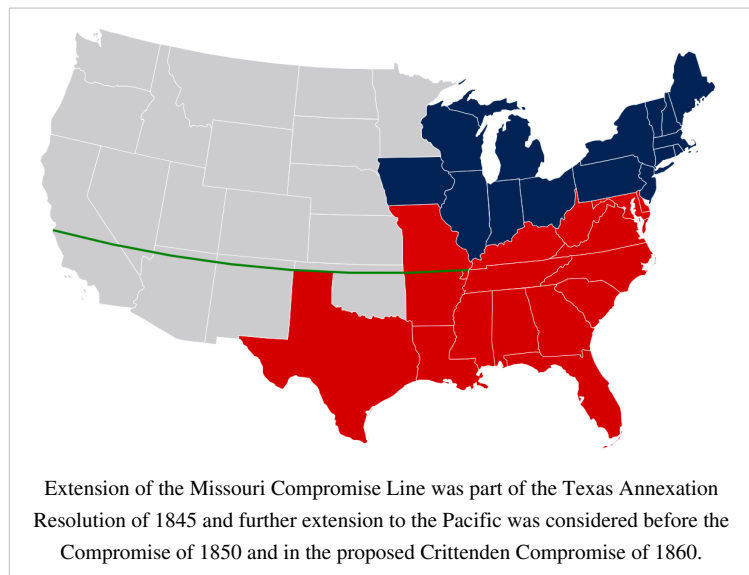 Extension of the Missouri Compromise Line was part of the Texas Annexation
Resolution of 1845 and further extension to the Pacific was considered before the
Compromise of 1850 and in the proposed Crittenden Compromise of 1860.